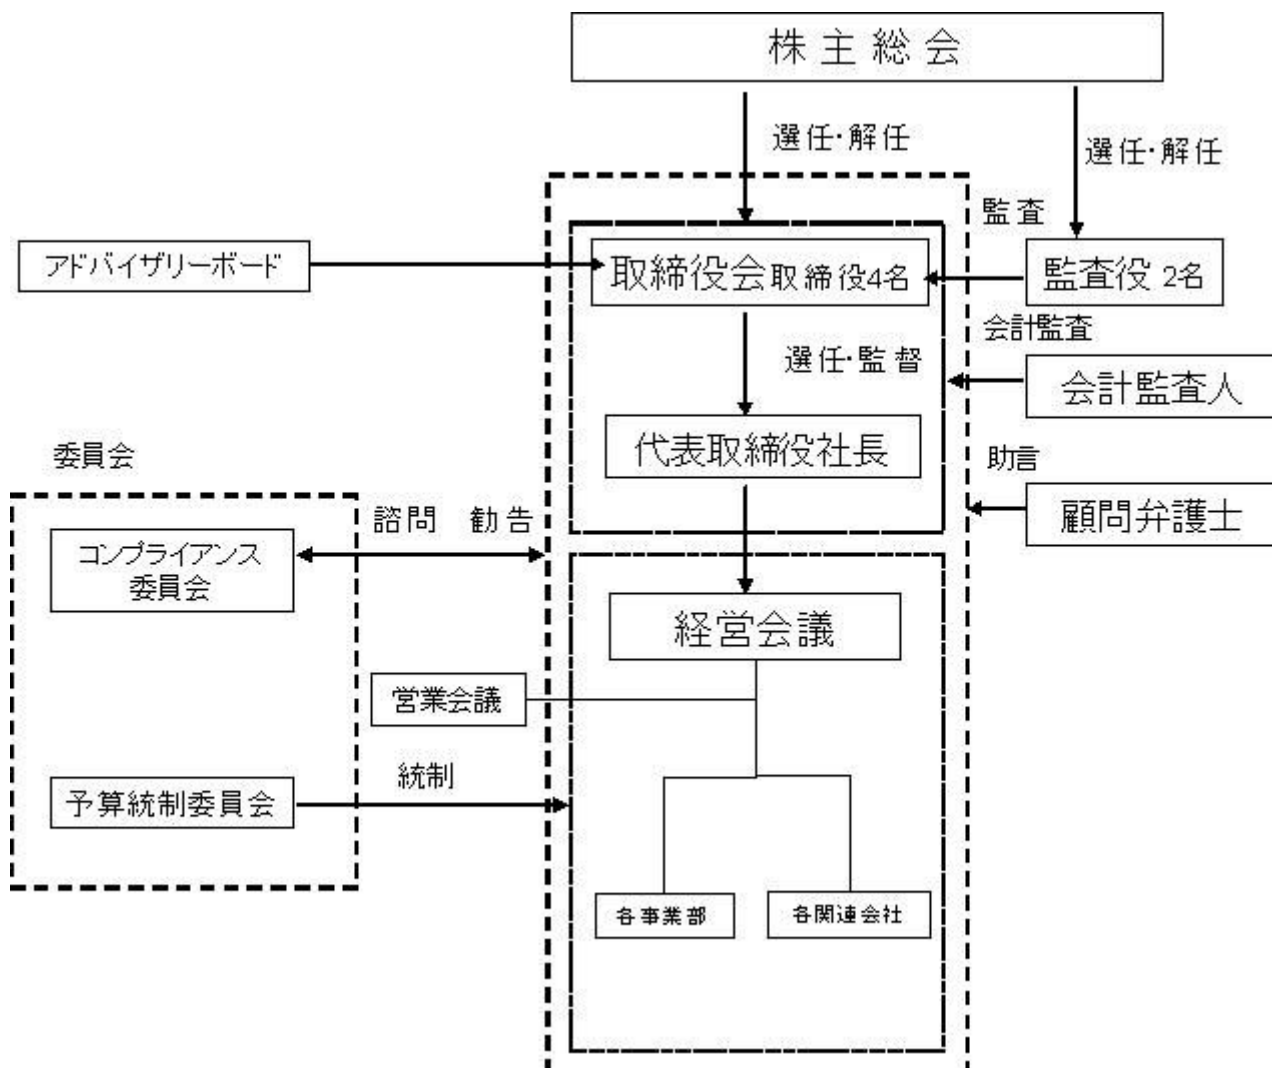 株主総会
選任・解任
選任・解任
監査
アドバイザリーボード
取締役会 取締役4名
監査役 2名
会計監査
選任・監督
会計監査人
代表取締役社長
委員会
助言
諮問 勧告
顧問弁護士
コンプライアンス
委員会
経営会議
営業会議
統制
予算統制委員会
各事業部
各関連会社